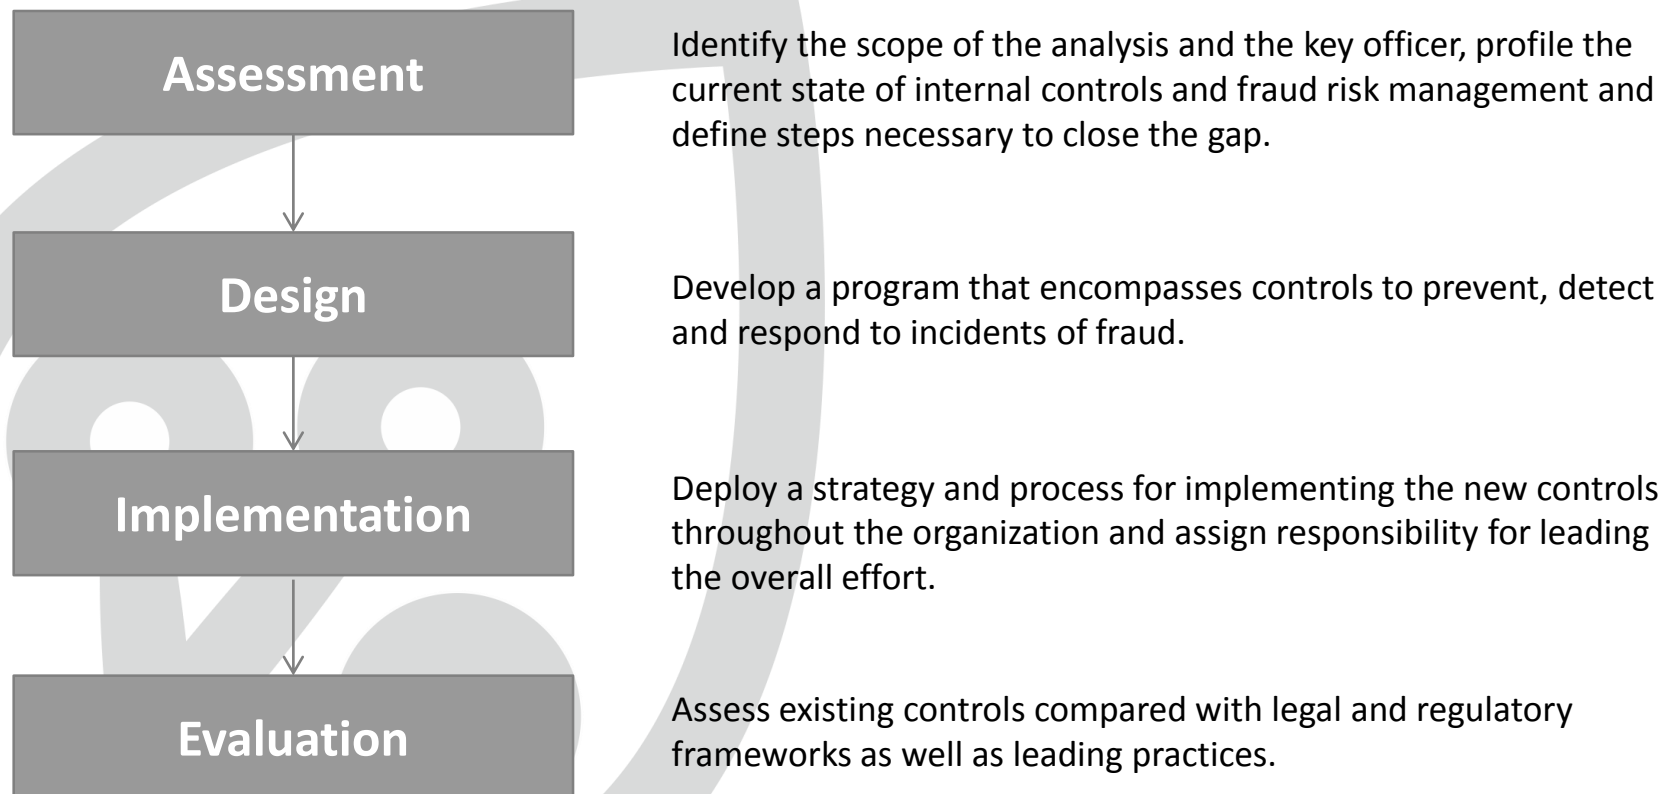 Assessment
Identify the scope of the analysis and the key officer, profile the
current state of internal controls and fraud risk management and
define steps necessary to close the gap.
Design
Develop a program that encompasses controls to prevent, detect
and respond to incidents of fraud.
Implementation
Deploy a strategy and process for implementing the new controls
throughout the organization and assign responsibility for leading
the overall effort.
Evaluation
Assess existing controls compared with legal and regulatory
frameworks as well as leading practices.